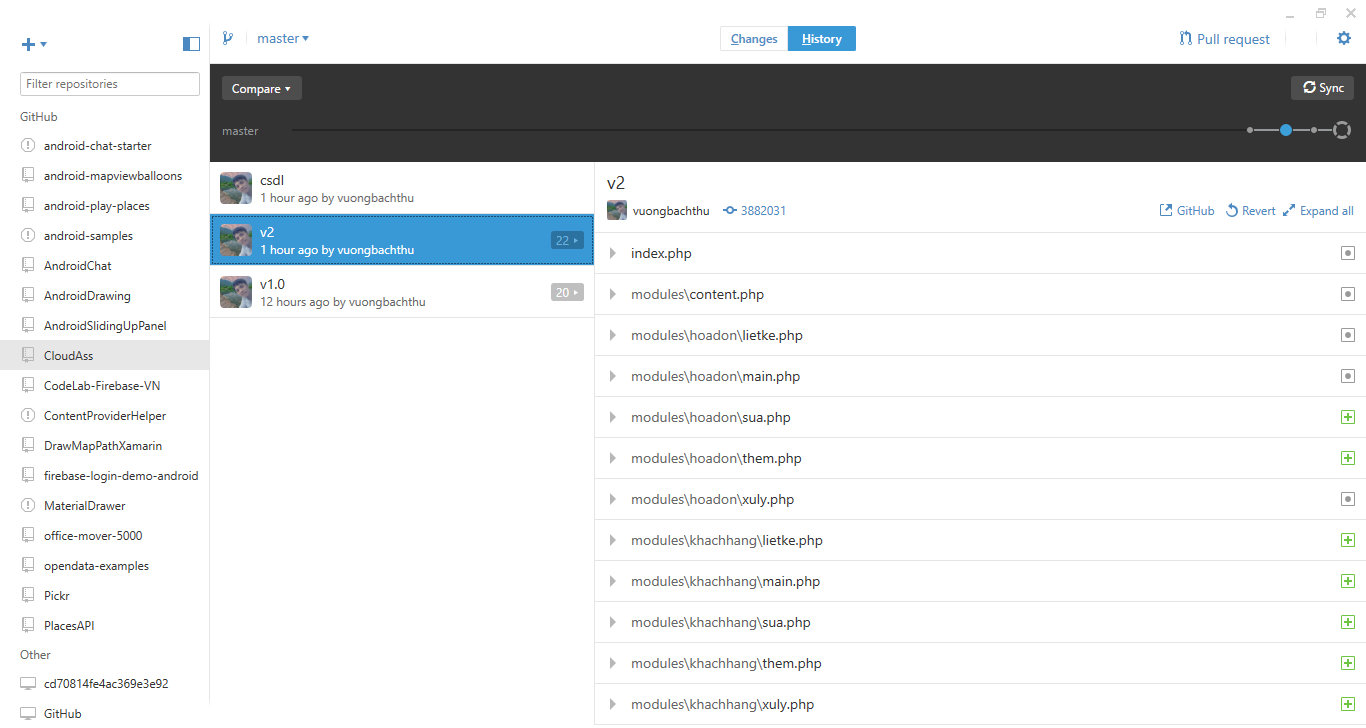 master
Changes
History
Pull request
Filter repositories
GitHub
android-chat-starter
android-mapviewballoons
android-play-places
android-samples
AndroidChat
AndroidDrawing
AndroidSlidingUpPanel
CloudAss
CodeLab-Firebase-VN
ContentProviderHelper
DrawMapPathXamarin
firebase-login-demo-android
MaterialDrawer
office-mover-5000
opendata-examples
Pickr
PlacesAPI
Other
cd70814fe4ac369e3e92
GitHub
Compare
Sync
master
csdl
1 hour ago by vuongbachthu
v2
1 hour ago by vuongbachthu
22
v1.0
12 hours ago by vuongbachthu
20
v2
vuongbachthu 3882031
GitHub Revert Expand all
index.php
modules\content.php
modules\hoadon\lietke.php
modules\hoadon\main.php
modules\hoadon\sua.php
modules\hoadon\them.php
modules\hoadon\xuly.php
modules\khachhang\lietke.php
modules\khachhang\main.php
modules\khachhang\sua.php
modules\khachhang\them.php
modules\khachhang\xuly.php